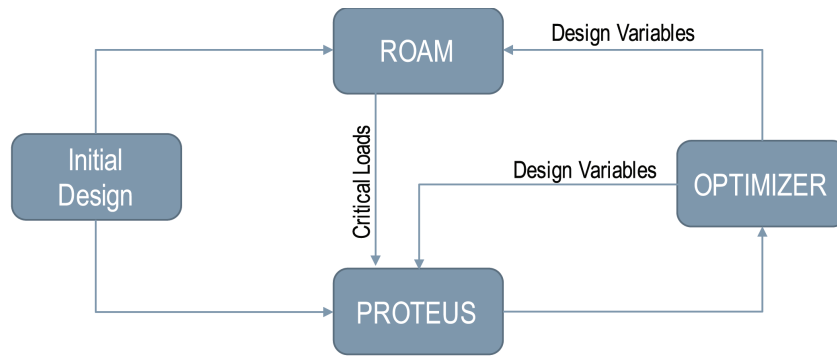 ROAM
Design Variables
Critical Loads
Initial
Design
Design Variables
OPTIMIZER
PROTEUS